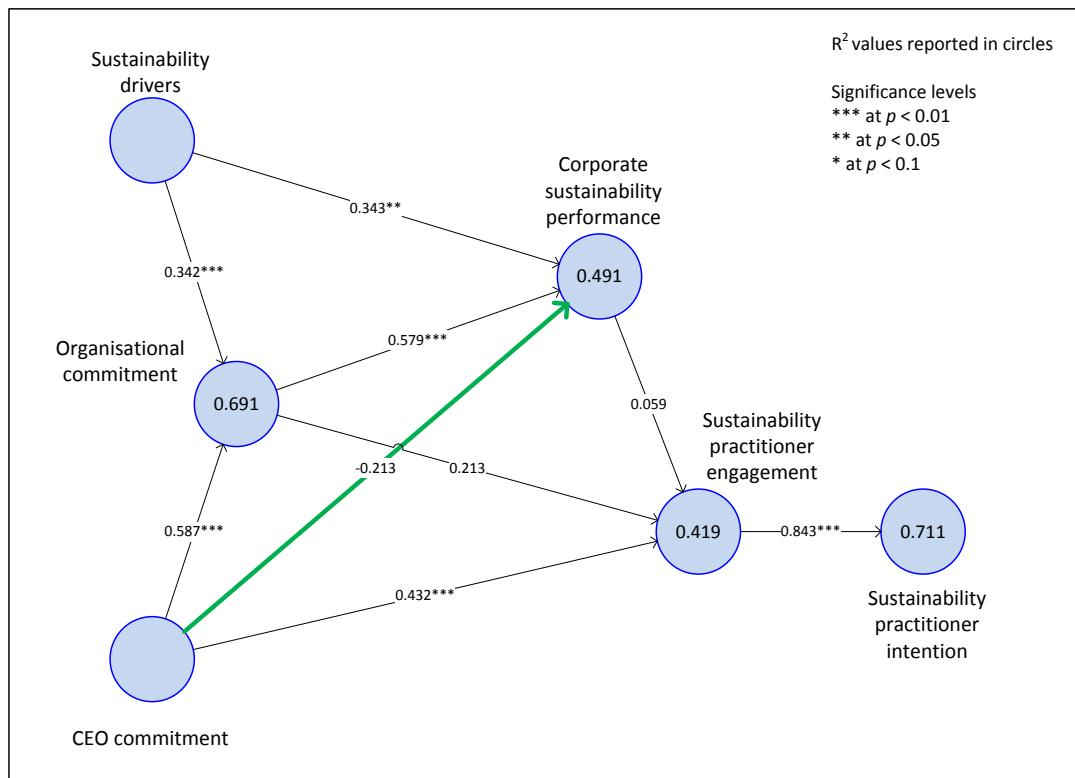 Sustainability
drivers
R² values reported in circles
Significance levels
*** at p < 0.01
** at p < 0.05
* at p < 0.1
Corporate
sustainability
performance
0.343**
0.342***
0.491
0.579***
Organisational
commitment
0.691
0.059
Sustainability
practitioner
engagement
-0.213
0.213
0.587***
0.419
0.843***
0.711
0.432***
Sustainability
practitioner
intention
CEO commitment